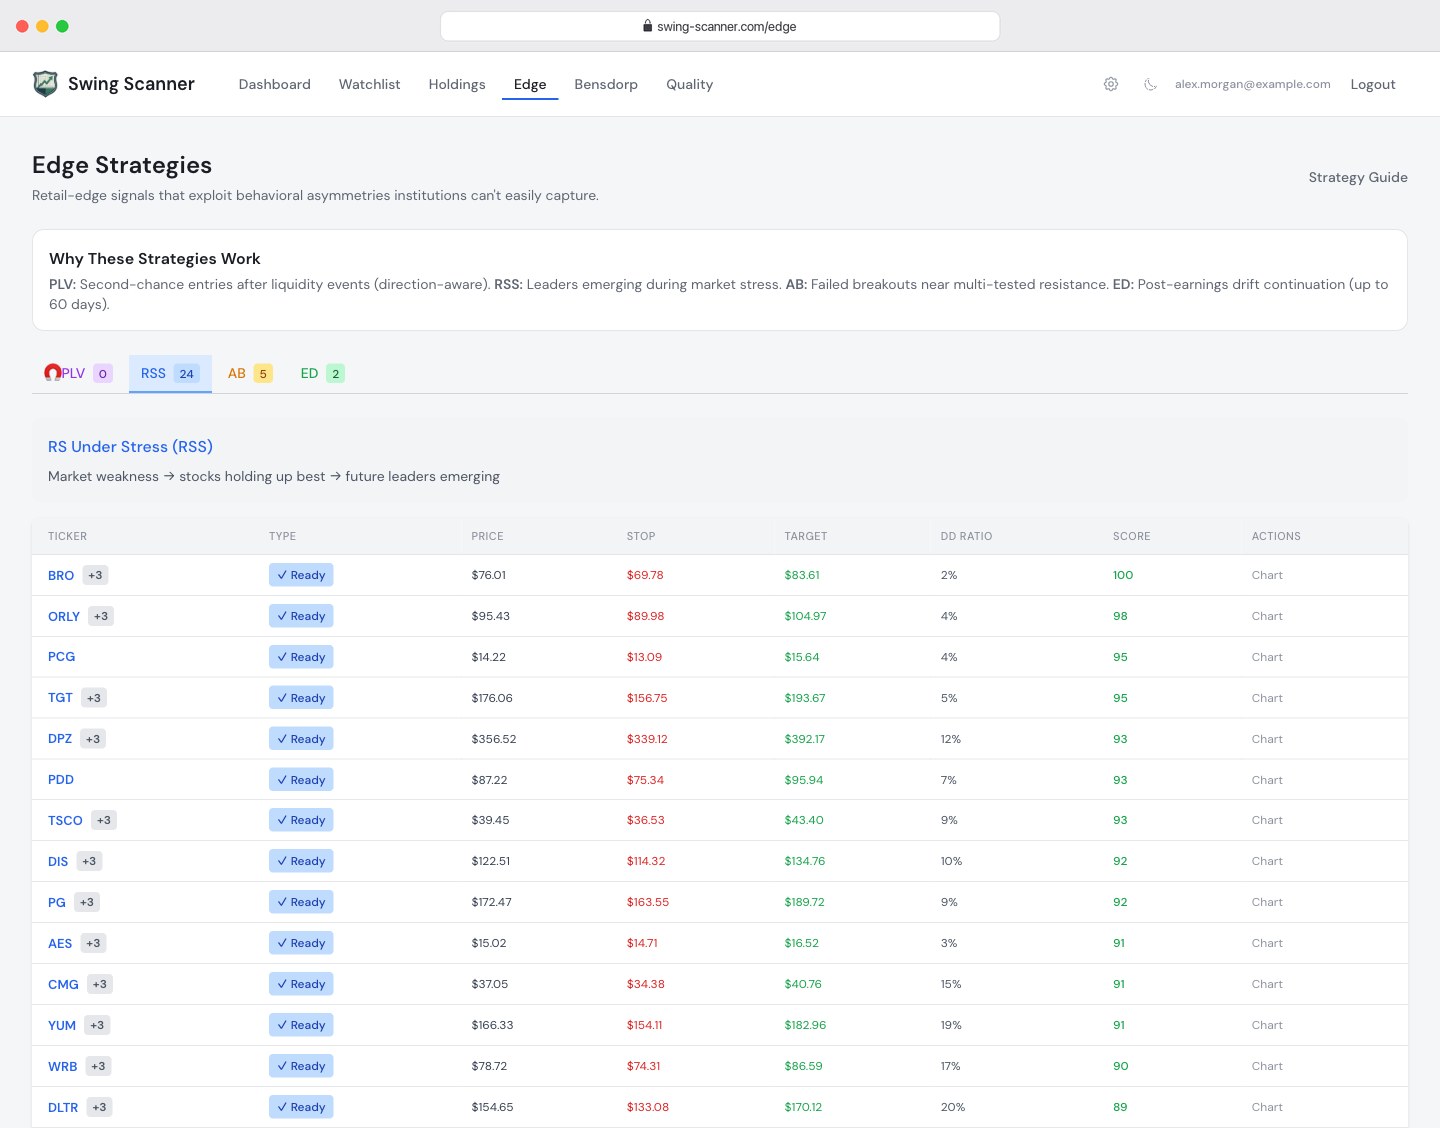 swing-scanner.com/edge
Swing Scanner Dashboard Watchlist Holdings Edge Bensdorp Quality alex.morgan@example.com Logout
Edge Strategies
Retail-edge signals that exploit behavioral asymmetries institutions can't easily capture.
Strategy Guide
Why These Strategies Work
PLV: Second-chance entries after liquidity events (direction-aware). RSS: Leaders emerging during market stress. AB: Failed breakouts near multi-tested resistance. ED: Post-earnings drift continuation (up to
60 days).
PLV 0 RSS 24 AB 5 ED 2
RS Under Stress (RSS)
Market weakness → stocks holding up best → future leaders emerging
TICKER TYPE PRICE STOP TARGET DD RATIO SCORE ACTIONS
BRO +3 ✓ Ready $76.01 $69.78 $83.61 2% 100 Chart
ORLY +3 ✓ Ready $95.43 $89.98 $104.97 4% 98 Chart
PCG ✓ Ready $14.22 $13.09 $15.64 4% 95 Chart
TGT +3 ✓ Ready $176.06 $156.75 $193.67 5% 95 Chart
DPZ +3 ✓ Ready $356.52 $339.12 $392.17 12% 93 Chart
PDD ✓ Ready $87.22 $75.34 $95.94 7% 93 Chart
TSCO +3 ✓ Ready $39.45 $36.53 $43.40 9% 93 Chart
DIS +3 ✓ Ready $122.51 $114.32 $134.76 10% 92 Chart
PG +3 ✓ Ready $172.47 $163.55 $189.72 9% 92 Chart
AES +3 ✓ Ready $15.02 $14.71 $16.52 3% 91 Chart
CMG +3 ✓ Ready $37.05 $34.38 $40.76 15% 91 Chart
YUM +3 ✓ Ready $166.33 $154.11 $182.96 19% 91 Chart
WRB +3 ✓ Ready $78.72 $74.31 $86.59 17% 90 Chart
DLTR +3 ✓ Ready $154.65 $133.08 $170.12 20% 89 Chart